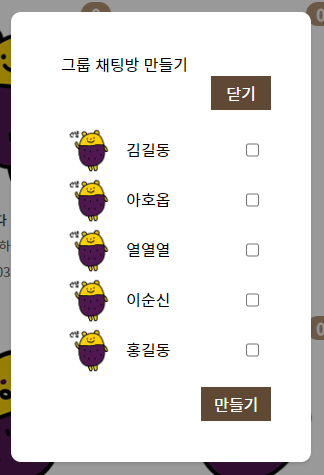 그룹 채팅방 만들기
닫기
김길동
아호옵
열열열
이순신
홍길동
만들기